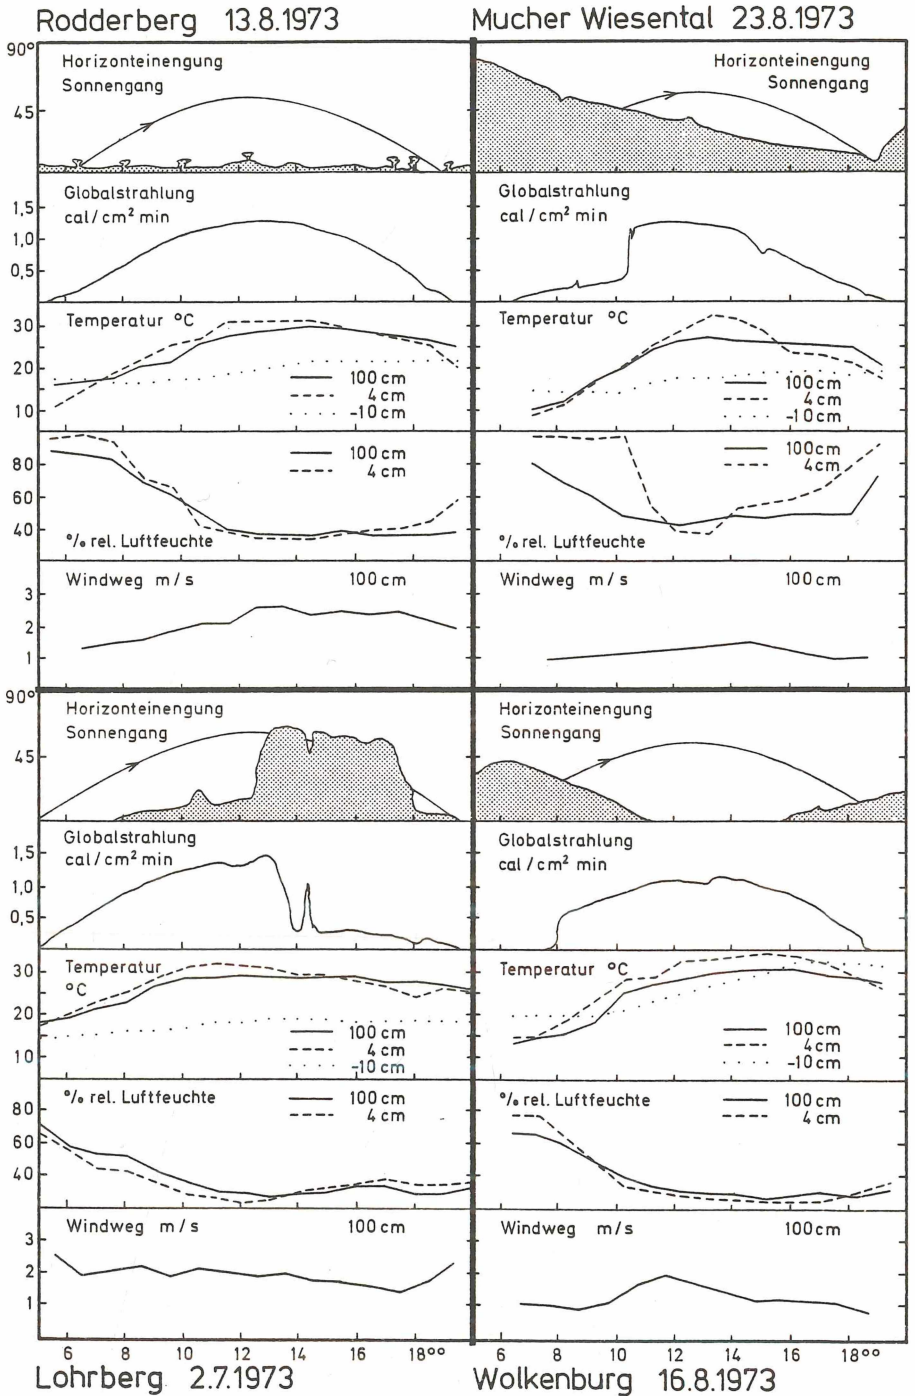 Rodderberg 13.8.1973
Mucher Wiesental 23.8.1973
90°
45
Horizonteinengung
Sonnengang
Horizonteinengung
Sonnengang
Globalstrahlung
cal/cm² min
1,5
1,0
0,5
Globalstrahlung
cal/cm² min
Temperatur °C
30
20
10
100 cm
4 cm
-10 cm
Temperatur °C
100 cm
4 cm
-10 cm
80
60
40
100 cm
4 cm
% rel. Luftfeuchte
100 cm
4 cm
% rel. Luftfeuchte
Windweg m/s 100 cm
3
2
1
Windweg m/s 100 cm
90°
45
Horizonteinengung
Sonnengang
Horizonteinengung
Sonnengang
Globalstrahlung
cal/cm² min
1,5
1,0
0,5
Globalstrahlung
cal/cm² min
Temperatur
°C
30
20
10
100 cm
4 cm
-10 cm
Temperatur °C
100 cm
4 cm
-10 cm
% rel. Luftfeuchte
80
60
40
100 cm
4 cm
% rel. Luftfeuchte
100 cm
4 cm
Windweg m/s 100 cm
3
2
1
Windweg m/s 100 cm
6 8 10 12 14 16 18⁰⁰
6 8 10 12 14 16 18⁰⁰
Lohrberg 2.7.1973
Wolkenburg 16.8.1973